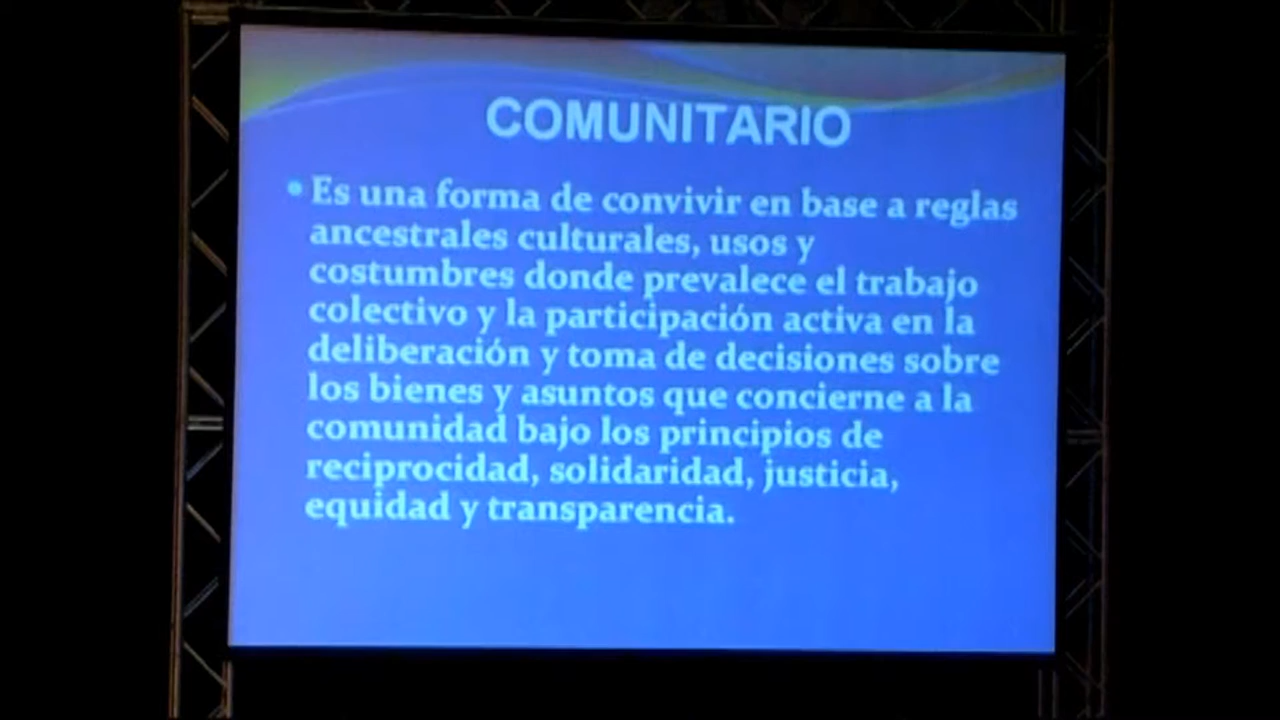 COMUNITARIO
• Es una forma de convivir en base a reglas
ancestrales culturales, usos y
costumbres donde prevalece el trabajo
colectivo y la participación activa en la
deliberación y toma de decisiones sobre
los bienes y asuntos que concierne a la
comunidad bajo los principios de
reciprocidad, solidaridad, justicia,
equidad y transparencia.